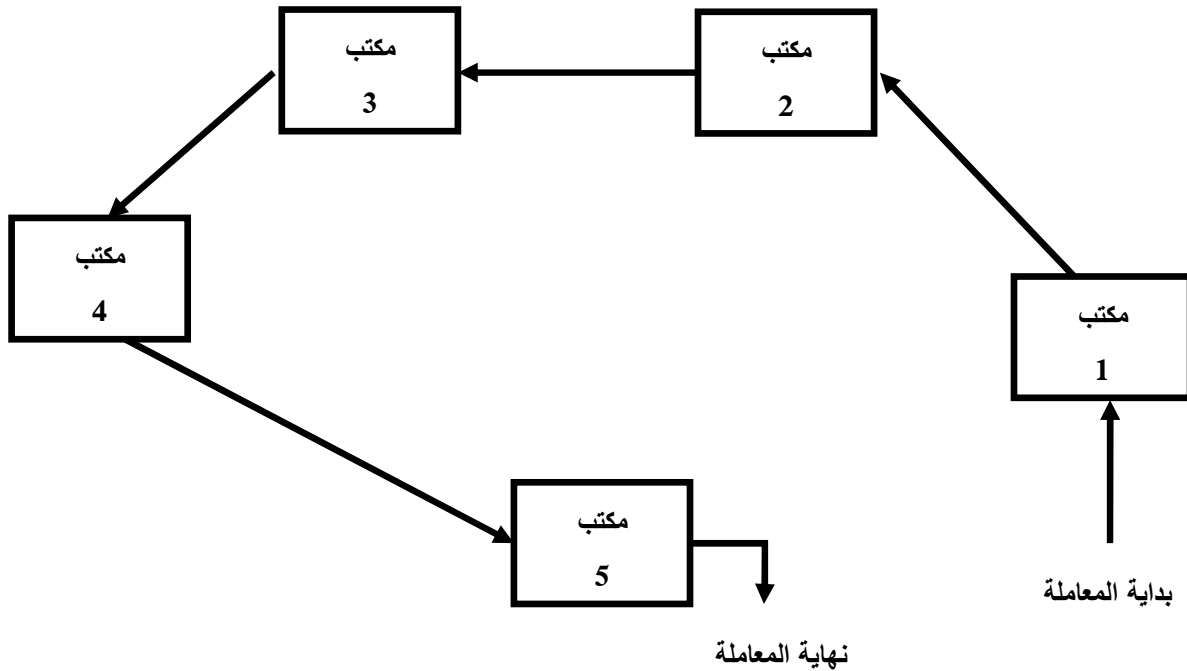 مكتب
3
مكتب
2
مكتب
4
مكتب
1
مكتب
5
بداية المعاملة
نهاية المعاملة